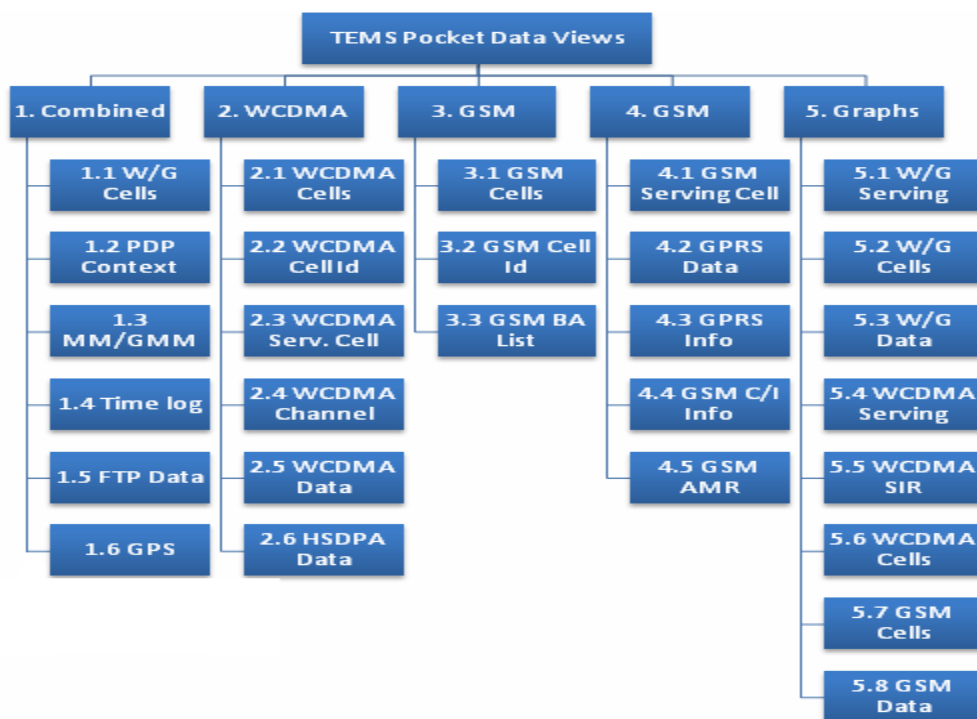 TEMS Pocket Data Views
1. Combined
1.1 W/G
Cells
1.2 PDP
Context
1.3
MM/GMM
1.4 Time log
1.5 FTP Data
1.6 GPS
2. WCDMA
2.1 WCDMA
Cells
2.2 WCDMA
Cell Id
2.3 WCDMA
Serv. Cell
2.4 WCDMA
Channel
2.5 WCDMA
Data
2.6 HSDPA
Data
3. GSM
3.1 GSM
Cells
3.2 GSM Cell
Id
3.3 GSM BA
List
4. GSM
4.1 GSM
Serving Cell
4.2 GPRS
Data
4.3 GPRS
Info
4.4 GSM C/I
Info
4.5 GSM
AMR
5. Graphs
5.1 W/G
Serving
5.2 W/G
Cells
5.3 W/G
Data
5.4 WCDMA
Serving
5.5 WCDMA
SIR
5.6 WCDMA
Cells
5.7 GSM
Cells
5.8 GSM
Data